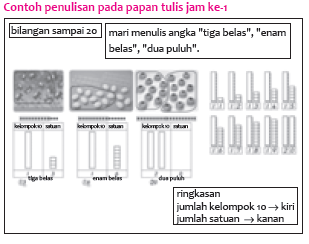 Contoh penulisan pada papan tulis jam ke-1
bilangan sampai 20
mari menulis angka "tiga belas", "enam
belas", "dua puluh".
kelompok 10 satuan
kelompok 10 satuan
kelompok 10 satuan
tiga belas
enam belas
dua puluh
ringkasan
jumlah kelompok 10 → kiri
jumlah satuan → kanan